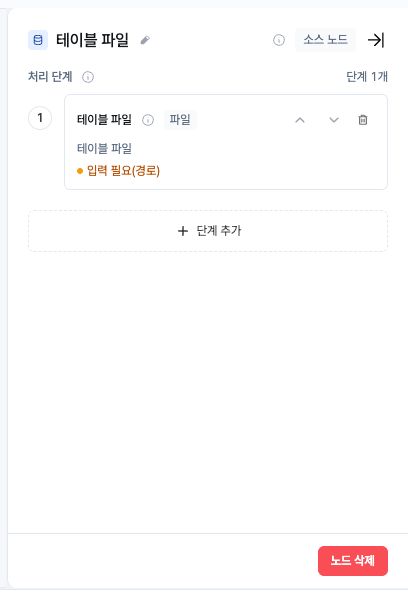 테이블 파일
소스 노드
처리 단계
단계 1개
1
테이블 파일
파일
테이블 파일
입력 필요(경로)
단계 추가
노드 삭제